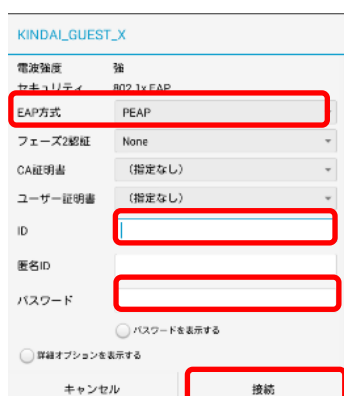 KINDAI_GUEST_X
電波強度 強
セキュリティ 802.1x EAP
EAP方式 PEAP
フェーズ2認証 None
CA証明書 (指定なし)
ユーザー証明書 (指定なし)
ID
匿名ID
パスワード
パスワードを表示する
詳細オプションを表示する
キャンセル 接続